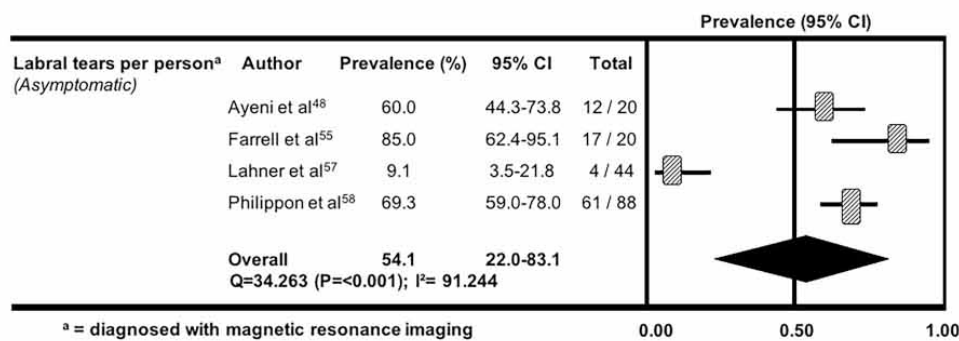 Prevalence (95% CI)
Labral tears per personª Author Prevalence (%) 95% CI Total
(Asymptomatic)
Ayeni et al⁴⁸ 60.0 44.3-73.8 12 / 20
Farrell et al⁵⁵ 85.0 62.4-95.1 17 / 20
Lahner et al⁵⁷ 9.1 3.5-21.8 4 / 44
Philippon et al⁵⁸ 69.3 59.0-78.0 61 / 88
Overall 54.1 22.0-83.1
Q=34.263 (P=<0.001); I²= 91.244
ª = diagnosed with magnetic resonance imaging 0.00 0.50 1.00